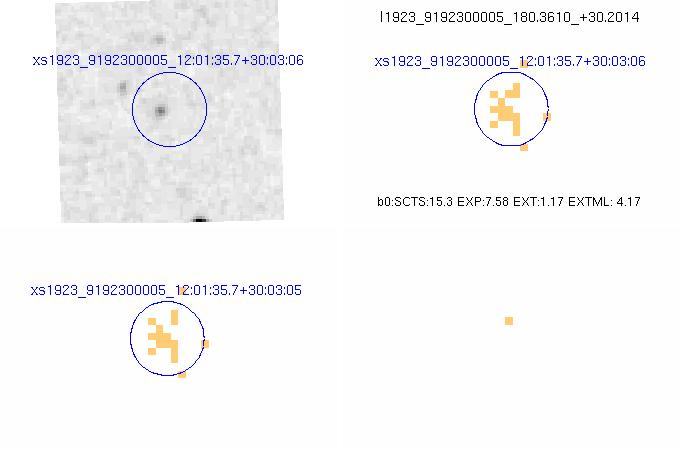 l1923_9192300005_180.3610_+30.2014
xs1923_9192300005_12:01:35.7+30:03:06
xs1923_9192300005_12:01:35.7+30:03:06
b0:SCTS:15.3 EXP:7.58 EXT:1.17 EXTML: 4.17
xs1923_9192300005_12:01:35.7+30:03:05